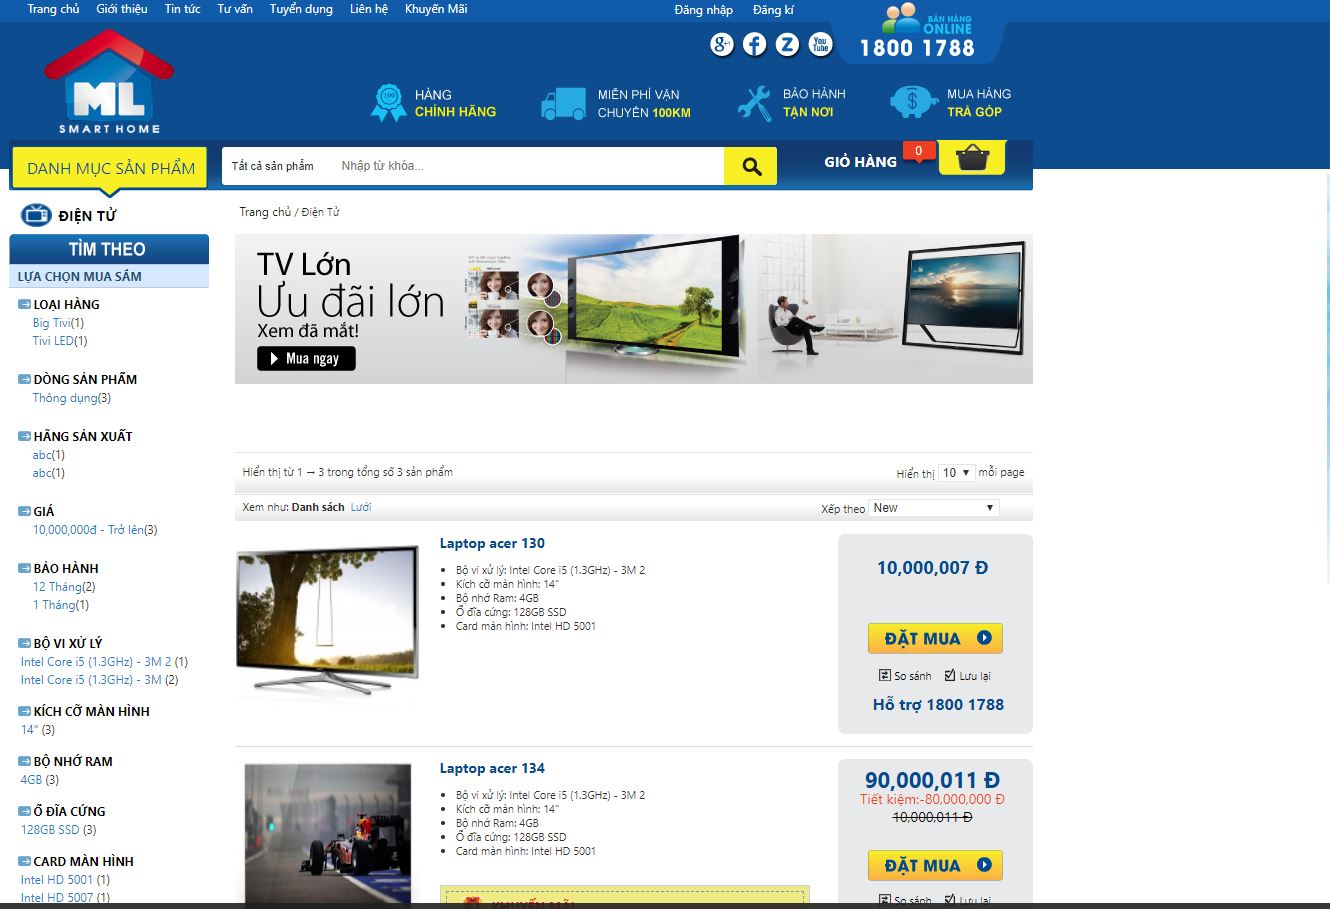 Trang chủ Giới thiệu Tin tức Tư vấn Tuyển dụng Liên hệ Khuyến Mãi Đăng nhập Đăng kí
BÁN HÀNG
ONLINE
1800 1788
g+ f Z You Tube
ML
SMART HOME
HÀNG
CHÍNH HÃNG
MIỄN PHÍ VẬN
CHUYỂN 100KM
BẢO HÀNH
TẬN NƠI
MUA HÀNG
TRẢ GÓP
DANH MỤC SẢN PHẨM
Tất cả sản phẩm Nhập từ khóa...
GIỎ HÀNG 0
ĐIỆN TỬ
TÌM THEO
LỰA CHỌN MUA SẮM
LOẠI HÀNG
Big Tivi(1)
Tivi LED(1)
DÒNG SẢN PHẨM
Thông dụng(3)
HÃNG SẢN XUẤT
abc(1)
abc(1)
GIÁ
10,000,000đ - Trở lên(3)
BẢO HÀNH
12 Tháng(2)
1 Tháng(1)
BỘ VI XỬ LÝ
Intel Core i5 (1.3GHz) - 3M 2 (1)
Intel Core i5 (1.3GHz) - 3M (2)
KÍCH CỠ MÀN HÌNH
14" (3)
BỘ NHỚ RAM
4GB (3)
Ổ ĐĨA CỨNG
128GB SSD (3)
CARD MÀN HÌNH
Intel HD 5001 (1)
Intel HD 5007 (1)
Trang chủ / Điện Tử
TV Lớn
Ưu đãi lớn
Xem đã mắt!
Mua ngay
Hiển thị từ 1 → 3 trong tổng số 3 sản phẩm
Hiển thị 10 mỗi page
Xem như: Danh sách Lưới
Xếp theo New
Laptop acer 130
Bộ vi xử lý: Intel Core i5 (1.3GHz) - 3M 2
Kích cỡ màn hình: 14"
Bộ nhớ Ram: 4GB
Ổ đĩa cứng: 128GB SSD
Card màn hình: Intel HD 5001
10,000,007 Đ
ĐẶT MUA
So sánh Lưu lại
Hỗ trợ 1800 1788
Laptop acer 134
Bộ vi xử lý: Intel Core i5 (1.3GHz) - 3M 2
Kích cỡ màn hình: 14"
Bộ nhớ Ram: 4GB
Ổ đĩa cứng: 128GB SSD
Card màn hình: Intel HD 5001
KHUYẾN MÃI
90,000,011 Đ
Tiết kiệm:-80,000,000 Đ
10,000,011 Đ
ĐẶT MUA
So sánh Lưu lại